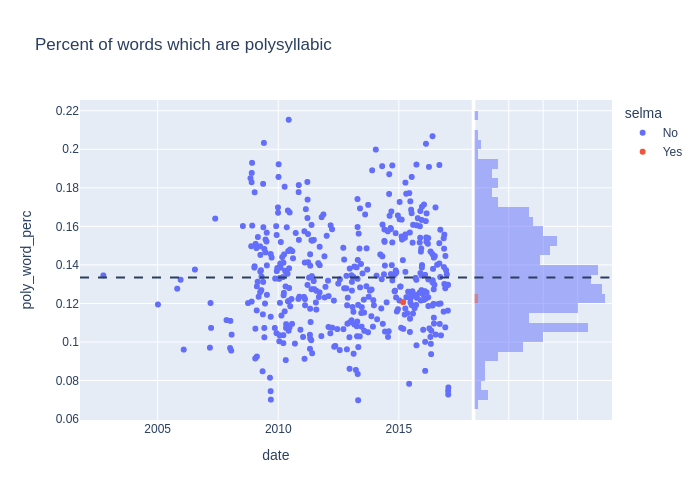 Percent of words which are polysyllabic
selma
No
Yes
0.22
0.2
0.18
0.16
0.14
0.12
0.1
0.08
0.06
poly_word_perc
2005
2010
2015
date